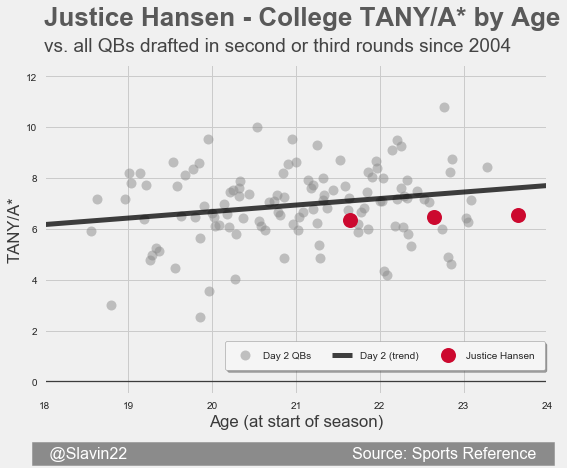 Justice Hansen - College TANY/A* by Age
vs. all QBs drafted in second or third rounds since 2004
12
10
8
6
4
2
0
TANY/A*
Day 2 QBs
Day 2 (trend)
Justice Hansen
18
19
20
21
22
23
24
Age (at start of season)
@Slavin22
Source: Sports Reference